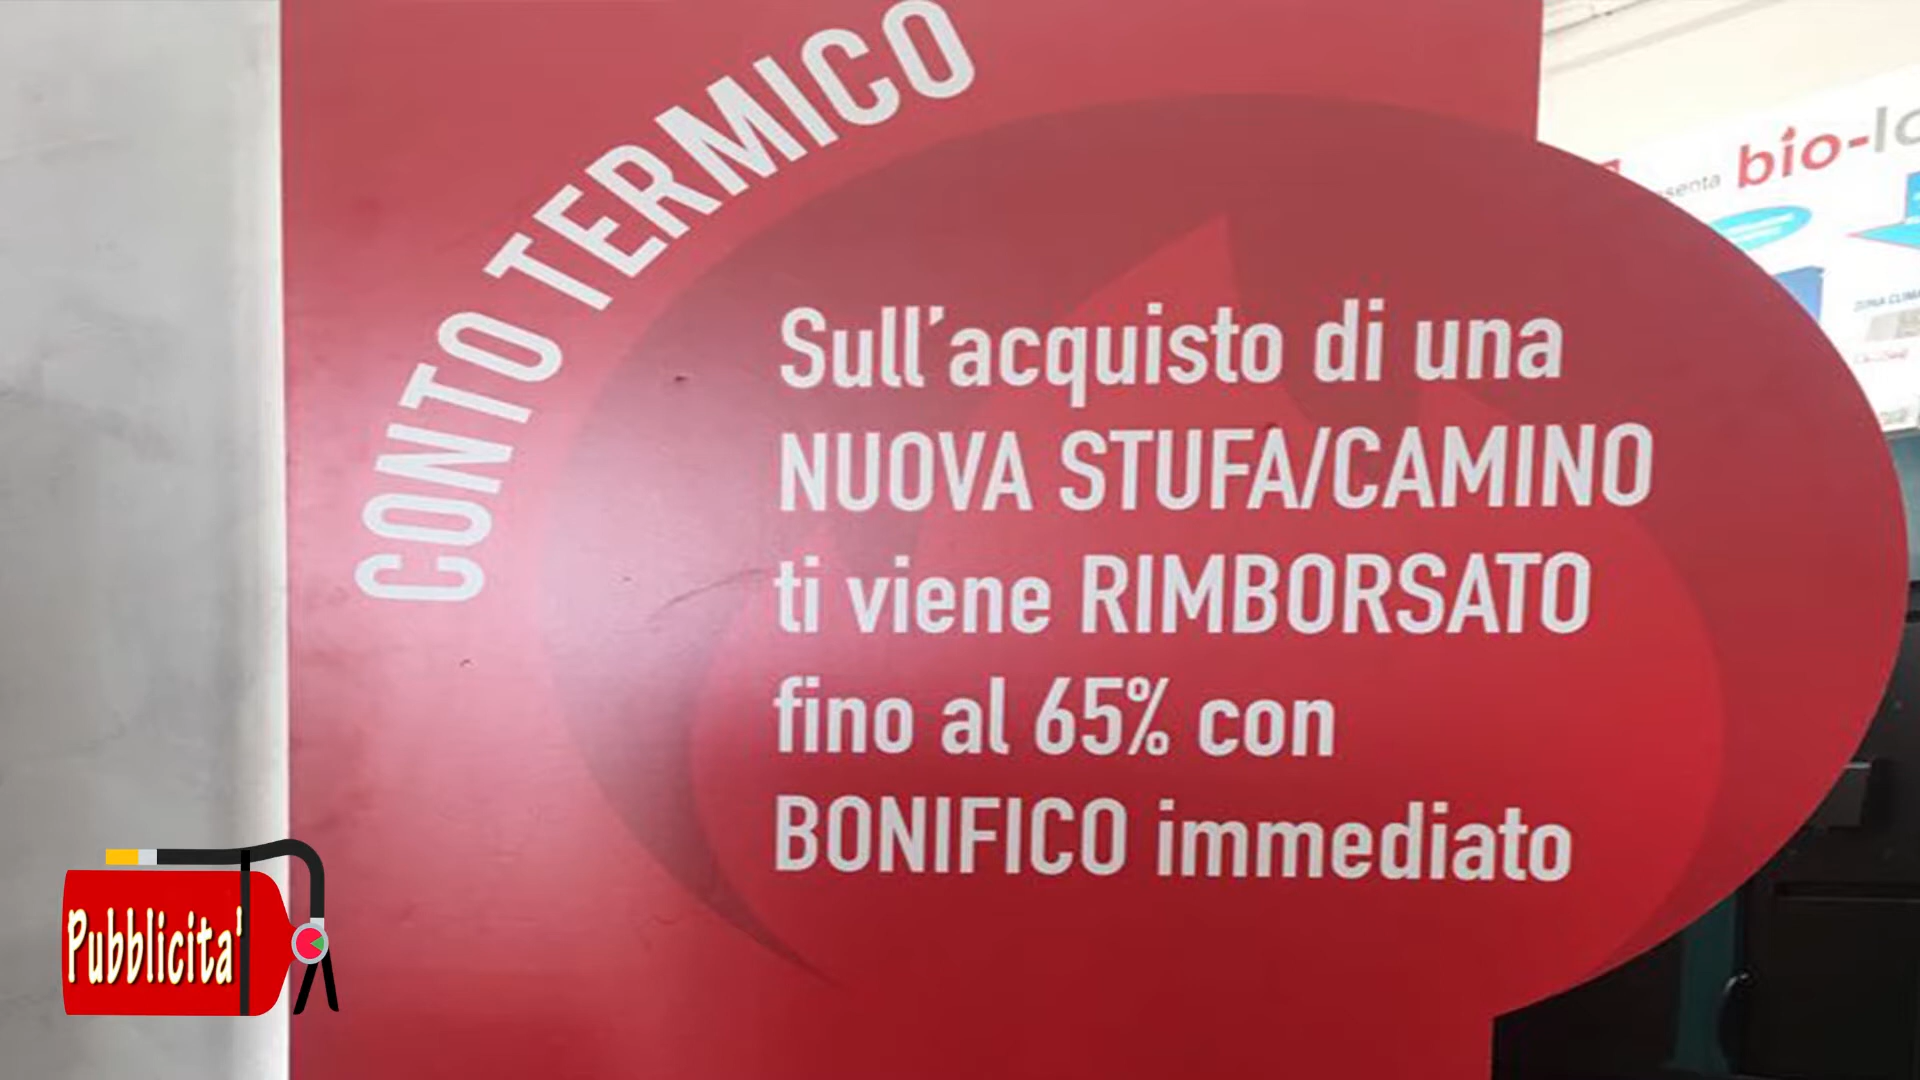 CONTO TERMICO
bio-
Sull'acquisto di una
NUOVA STUFA/CAMINO
ti viene RIMBORSATO
fino al 65% con
BONIFICO immediato
Pubblicita'